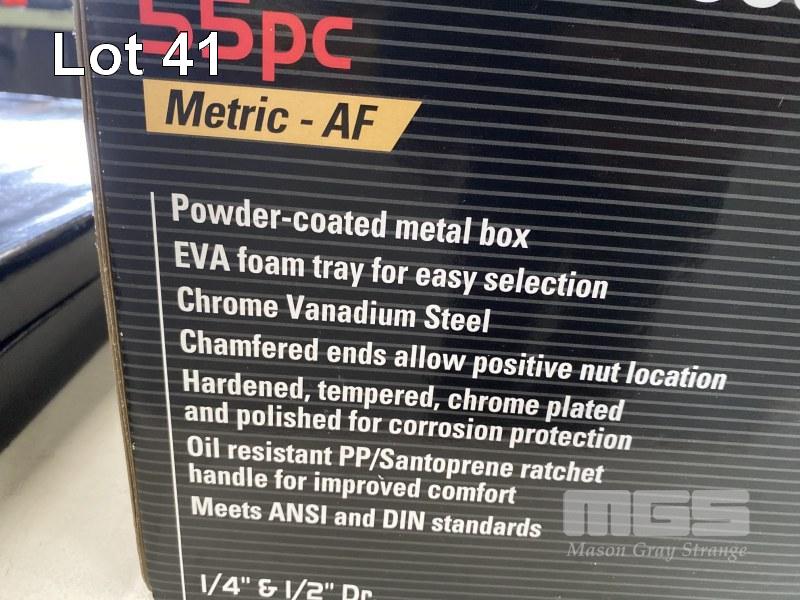 55pc
Lot 41
Metric - AF
Powder-coated metal box
EVA foam tray for easy selection
Chrome Vanadium Steel
Chamfered ends allow positive nut location
Hardened, tempered, chrome plated
and polished for corrosion protection
Oil resistant PP/Santoprene ratchet
handle for improved comfort
Meets ANSI and DIN standards
MGS
Mason Gray Strange
1/4" & 1/2" Dr